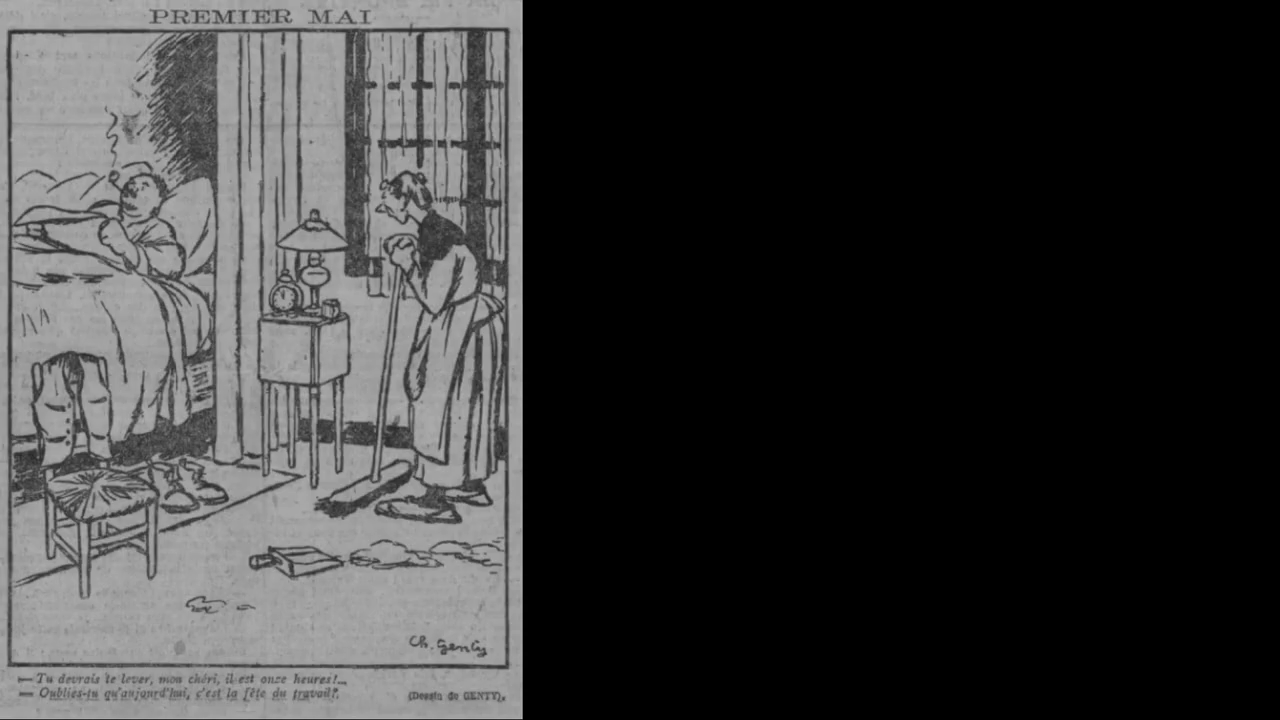 PREMIER MAI
Ch. Genty
— Tu devrais te lever, mon chéri, il est onze heures!...
— Oublies-tu qu'aujourd'hui, c'est la fête du travail?.
(Dessin de GENTY).